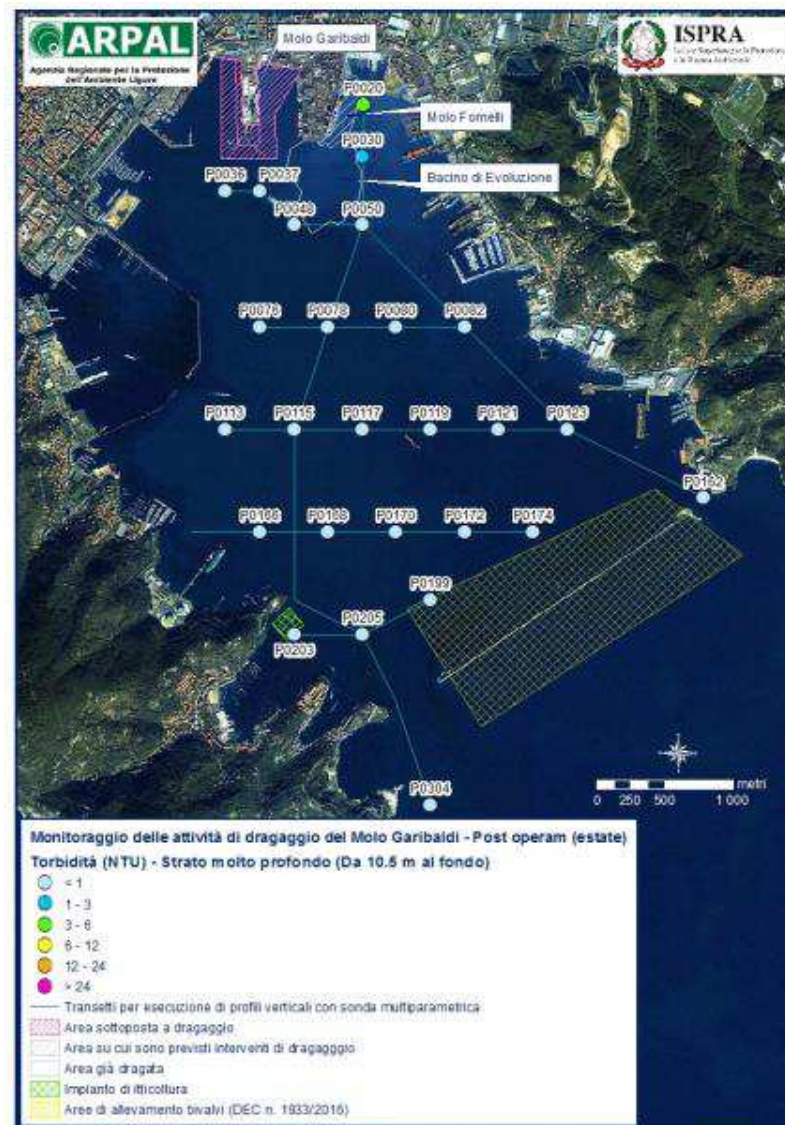 ARPAL
Agenzia Regionale per la Protezione
dell'Ambiente Ligure
Molo Garibaldi
ISPRA
P0020
Molo Fornelli
P0030
Bacino di Evoluzione
P0036
P0037
P0048
P0050
P0076
P0078
P0080
P0082
P0113
P0115
P0117
P0119
P0121
P0123
P0162
P0166
P0168
P0170
P0172
P0174
P0199
P0205
P0203
P0304
metri
0 250 500 1 000
Monitoraggio delle attività di dragaggio del Molo Garibaldi - Post operam (estate)
Torbidità (NTU) - Strato molto profondo (Da 10.5 m al fondo)
< 1
1 - 3
3 - 6
6 - 12
12 - 24
> 24
Transetti per esecuzione di profili verticali con sonda multiparametrica
Area sottoposta a dragaggio
Area su cui sono previsti interventi di dragagggio
Area già dragata
Impianto di itticoltura
Aree di allevamento bivalvi (DEC n. 1933/2016)